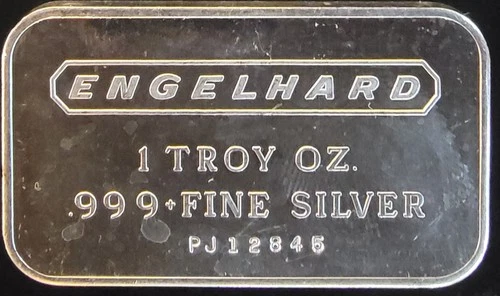 ENGELHARD
1 TROY OZ.
.999+FINE SILVER
PJ12845